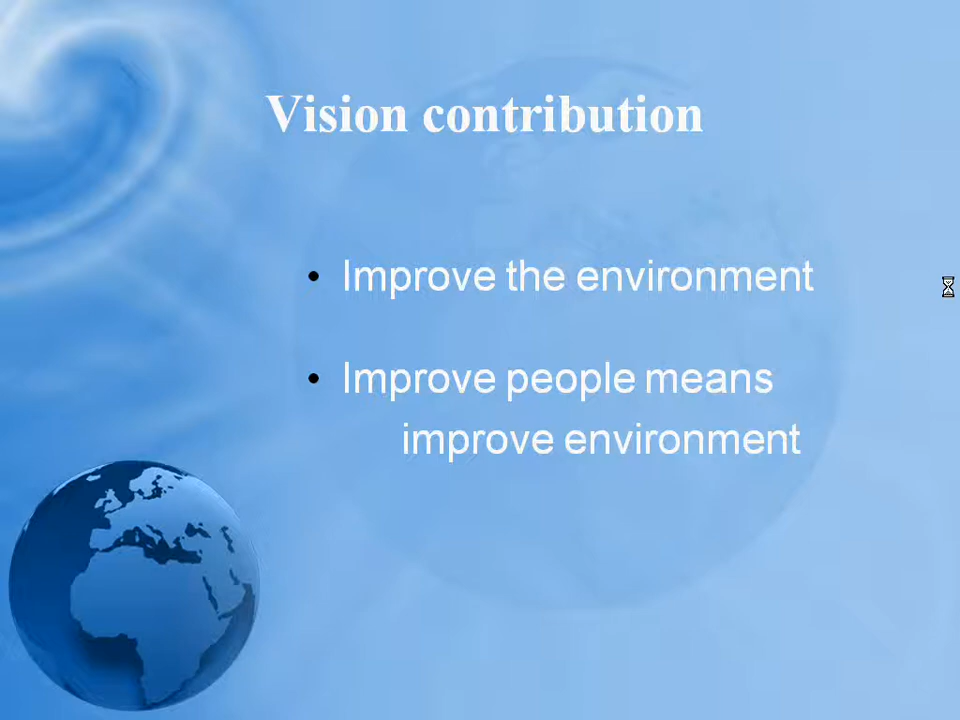 Vision contribution
• Improve the environment
• Improve people means
improve environment